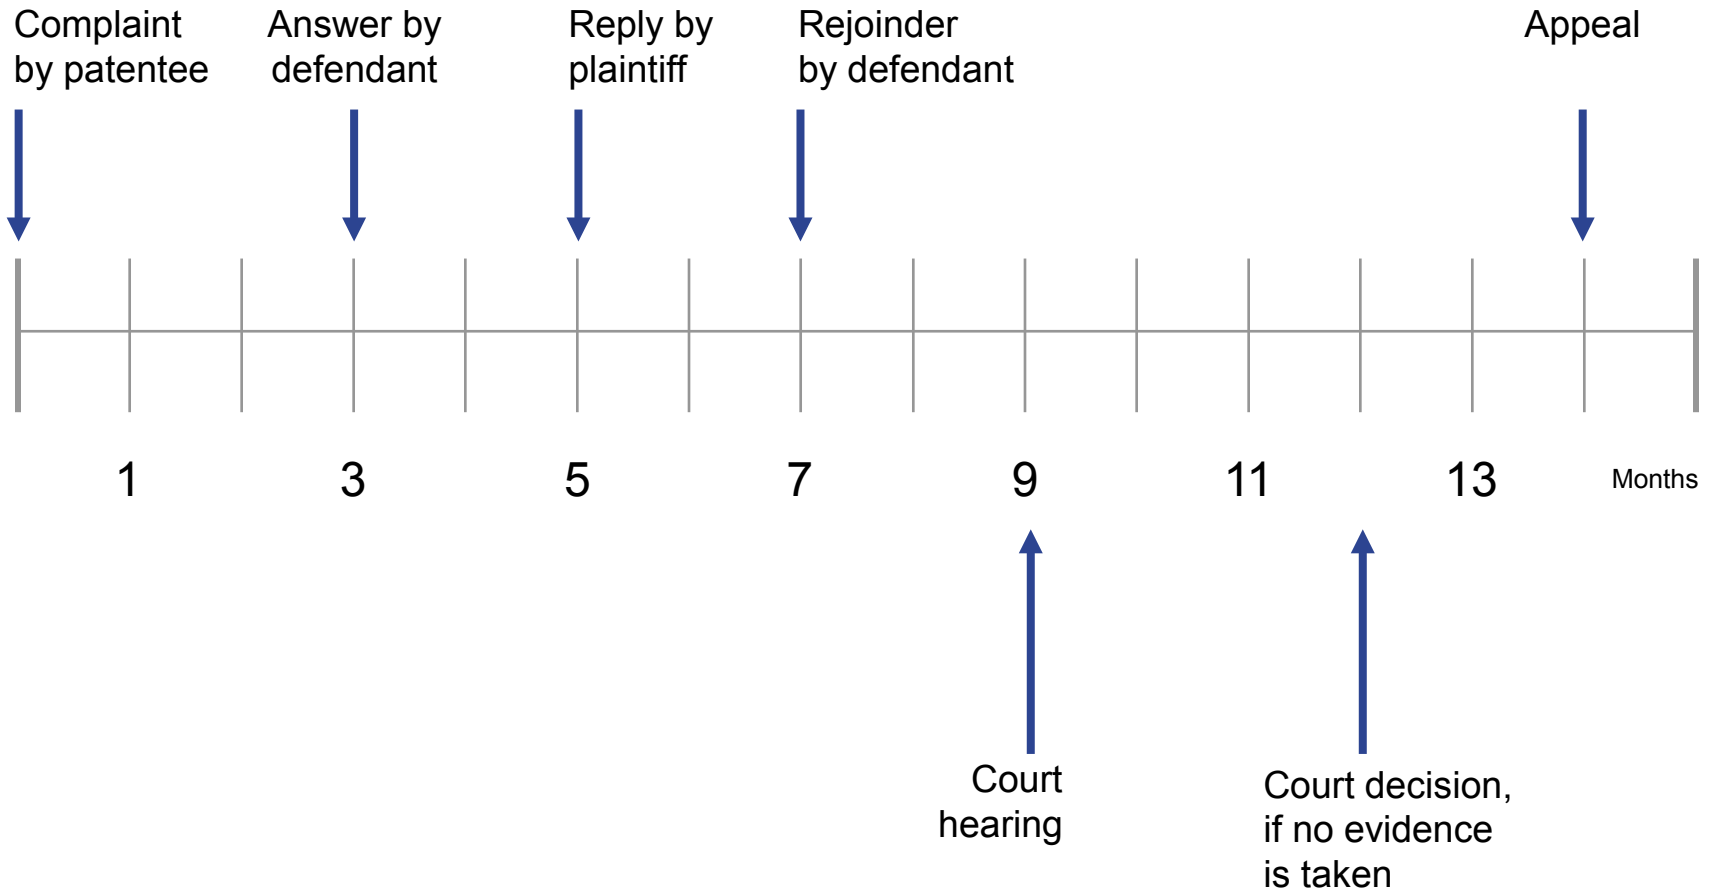 Complaint
by patentee
Answer by
defendant
Reply by
plaintiff
Rejoinder
by defendant
Appeal
1 3 5 7 9 11 13 Months
Court
hearing
Court decision,
if no evidence
is taken